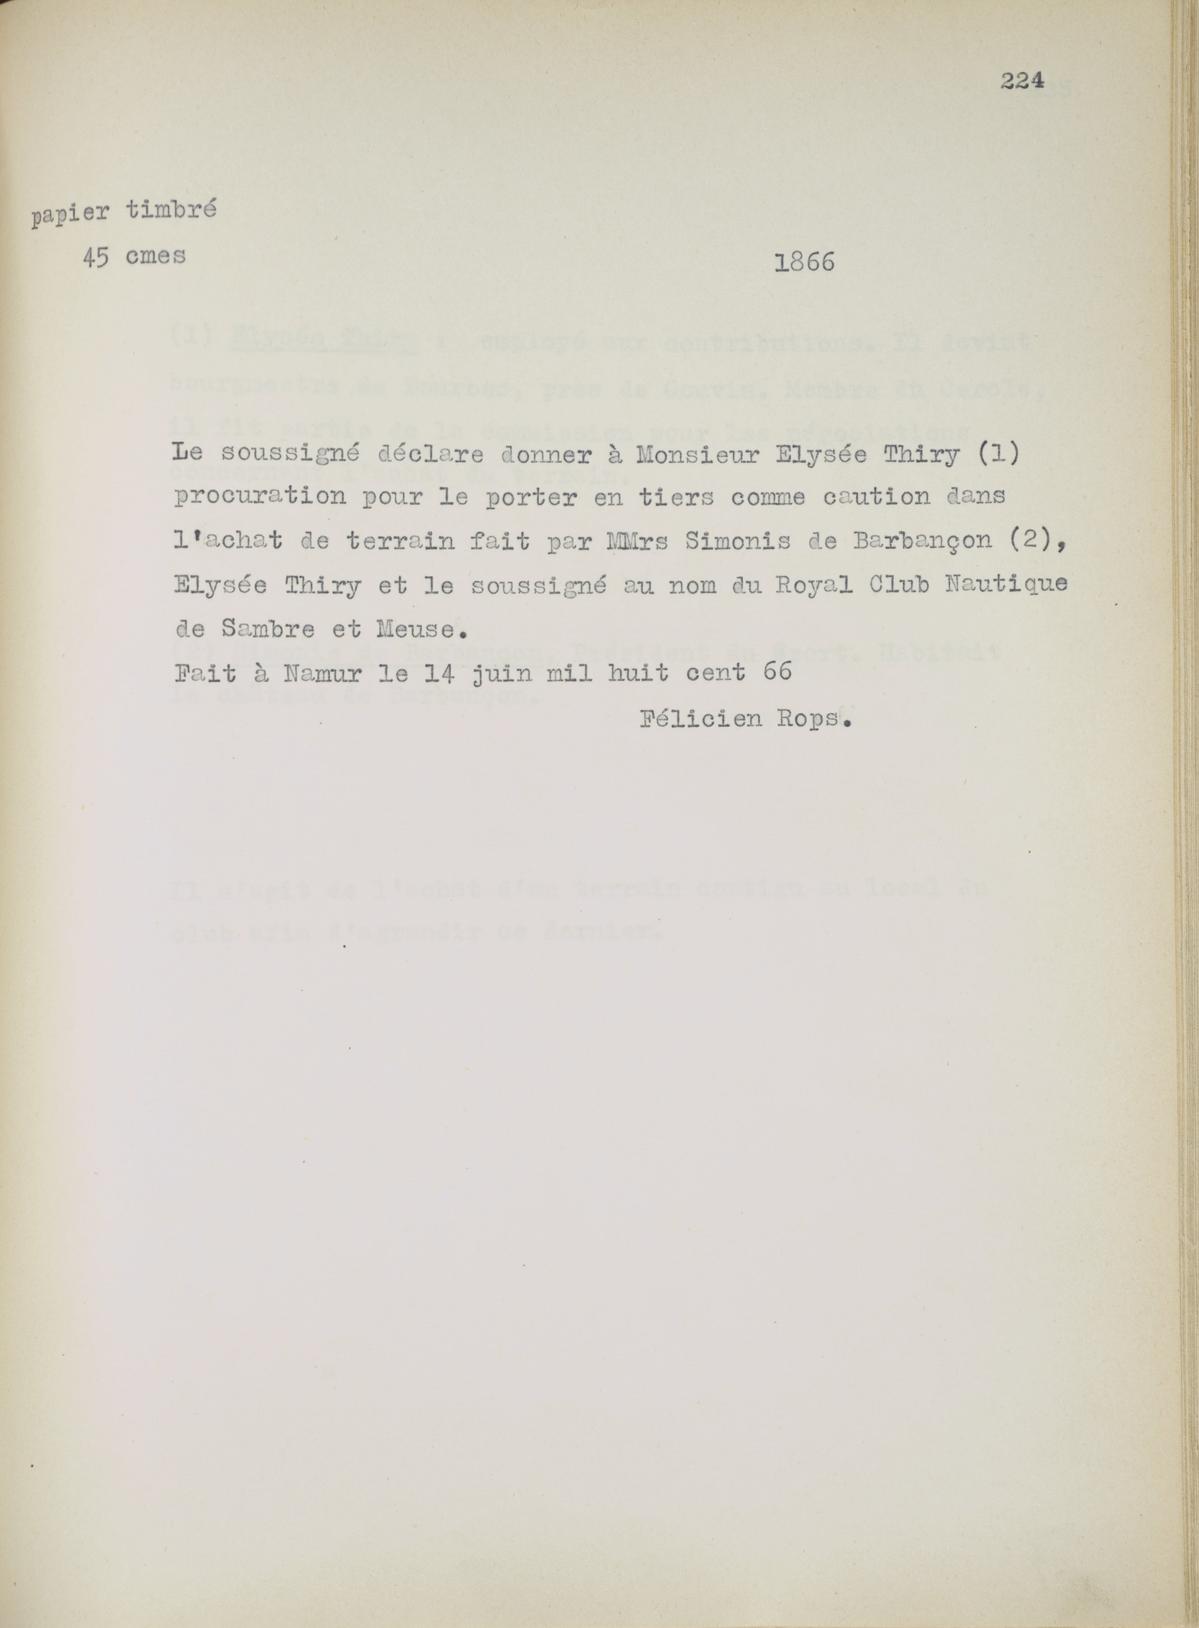 224
papier timbré
45 cmes
1866
Le soussigné déclare donner à Monsieur Elysée Thiry (1)
procuration pour le porter en tiers comme caution dans
l'achat de terrain fait par MMrs Simonis de Barbançon (2),
Elysée Thiry et le soussigné au nom du Royal Club Nautique
de Sambre et Meuse.
Fait à Namur le 14 juin mil huit cent 66
Félicien Rops.